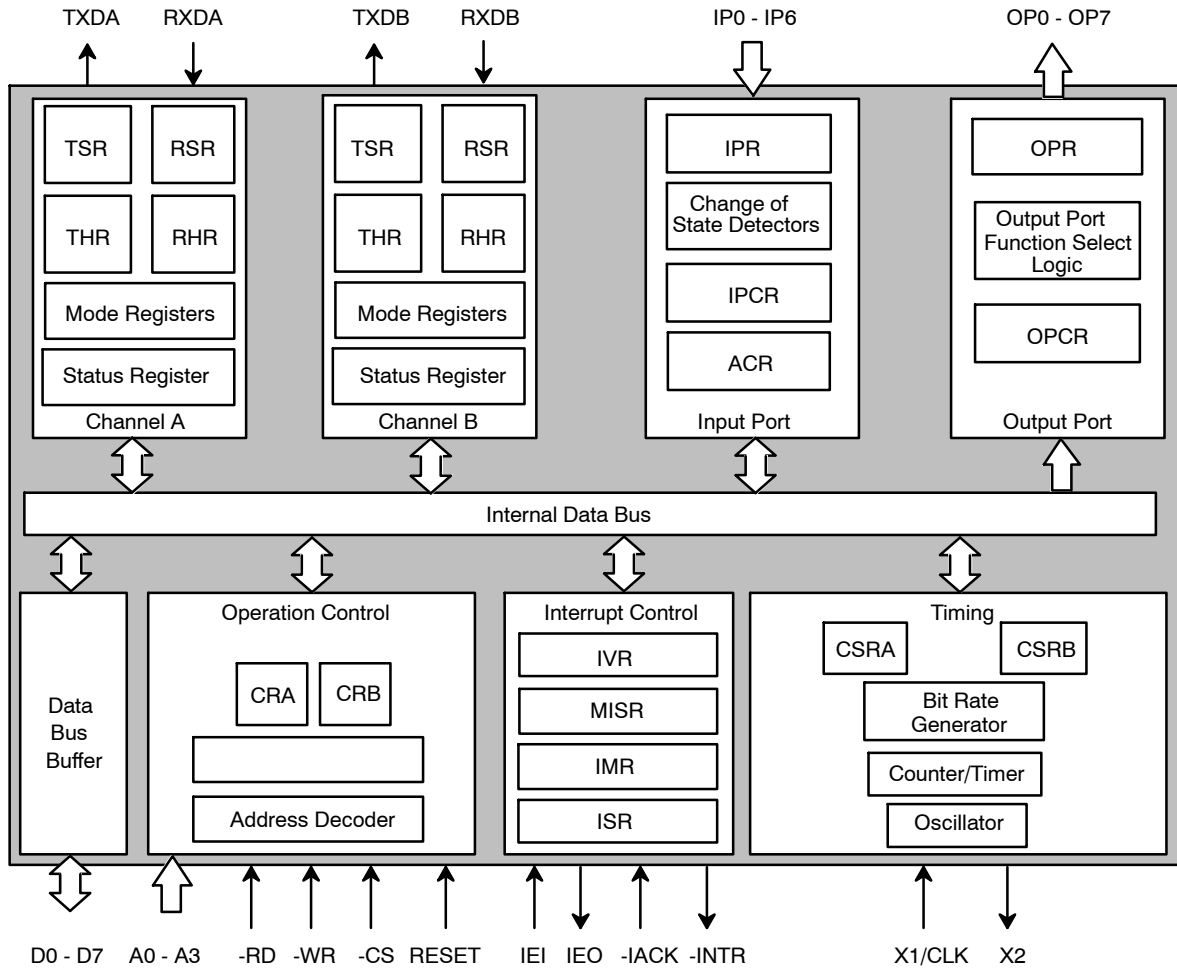 TXDA RXDA TXDB RXDB IP0 - IP6 OP0 - OP7
TSR RSR
THR RHR
Mode Registers
Status Register
Channel A
TSR RSR
THR RHR
Mode Registers
Status Register
Channel B
IPR
Change of
State Detectors
IPCR
ACR
Input Port
OPR
Output Port
Function Select
Logic
OPCR
Output Port
Internal Data Bus
Data
Bus
Buffer
Operation Control
CRA CRB
Address Decoder
Interrupt Control
IVR
MISR
IMR
ISR
Timing
CSRA CSRB
Bit Rate
Generator
Counter/Timer
Oscillator
D0 - D7 A0 - A3 -RD -WR -CS RESET IEI IEO -IACK -INTR X1/CLK X2